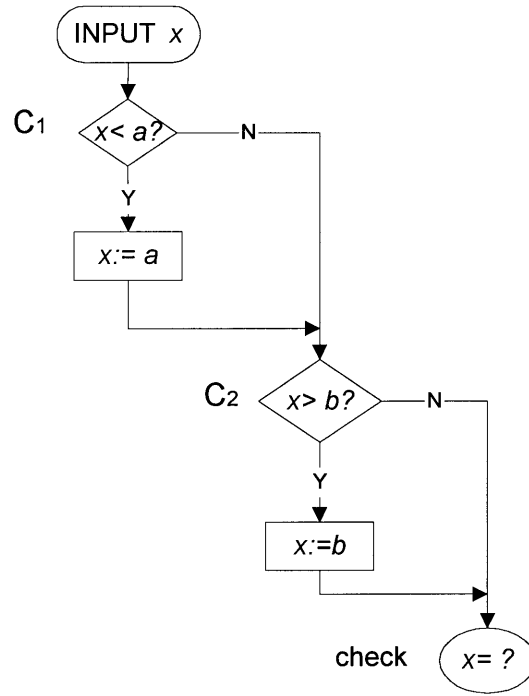 INPUT x
C1
x< a?
N
Y
x:= a
C2
x> b?
N
Y
x:=b
check
x= ?